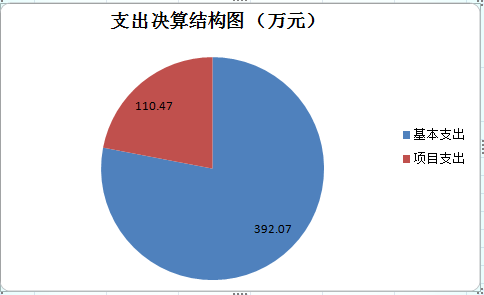 支出决算结构图（万元）
110.47
392.07
基本支出
项目支出